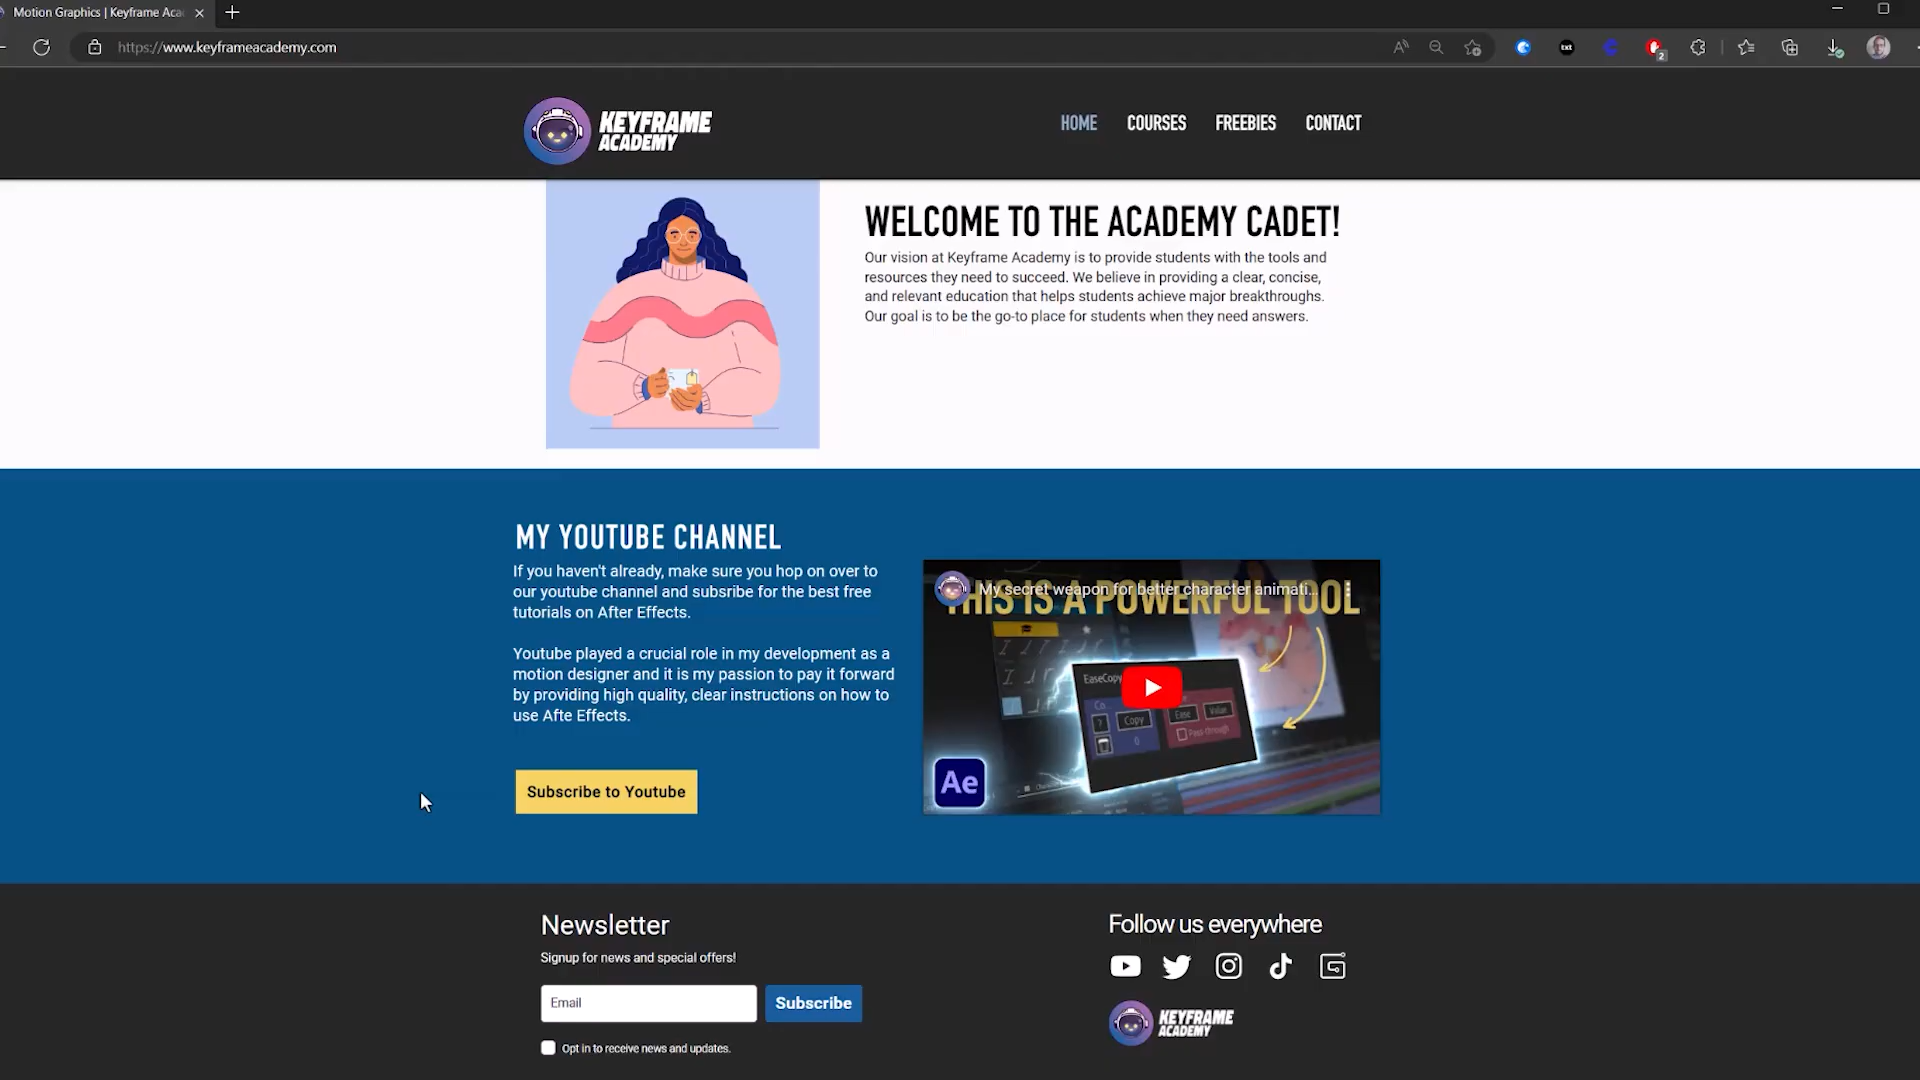 Motion Graphics | Keyframe Aca
https://www.keyframeacademy.com
txt
2
KEYFRAME
ACADEMY
HOME COURSES FREEBIES CONTACT
WELCOME TO THE ACADEMY CADET!
Our vision at Keyframe Academy is to provide students with the tools and
resources they need to succeed. We believe in providing a clear, concise,
and relevant education that helps students achieve major breakthroughs.
Our goal is to be the go-to place for students when they need answers.
MY YOUTUBE CHANNEL
If you haven't already, make sure you hop on over to
our youtube channel and subsribe for the best free
tutorials on After Effects.
Youtube played a crucial role in my development as a
motion designer and it is my passion to pay it forward
by providing high quality, clear instructions on how to
use Afte Effects.
Subscribe to Youtube
My secret weapon for better character animati...
THIS IS A POWERFUL TOOL
EaseCopy
Co...
? Copy
0
Ease Value
Pass-through
Ae
Newsletter
Signup for news and special offers!
Email
Subscribe
Opt in to receive news and updates.
Follow us everywhere
KEYFRAME
ACADEMY